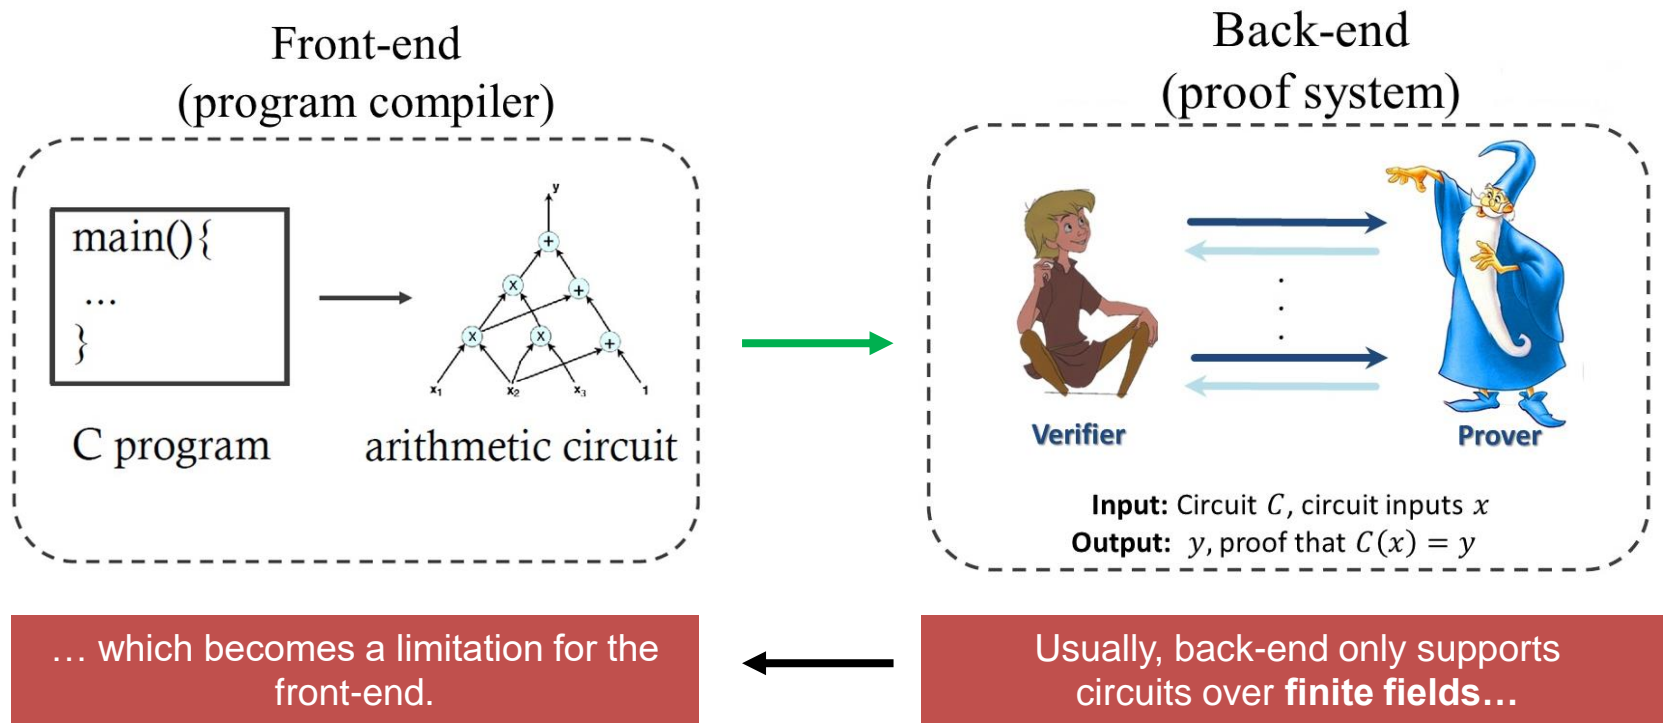 Front-end
(program compiler)
main(){
...
}
C program
y
+
x
+
x
x
+
x₁
x₂
x₃
1
arithmetic circuit
Back-end
(proof system)
.
.
.
Verifier
Prover
Input: Circuit C, circuit inputs x
Output: y, proof that C(x) = y
… which becomes a limitation for the
front-end.
Usually, back-end only supports
circuits over finite fields…